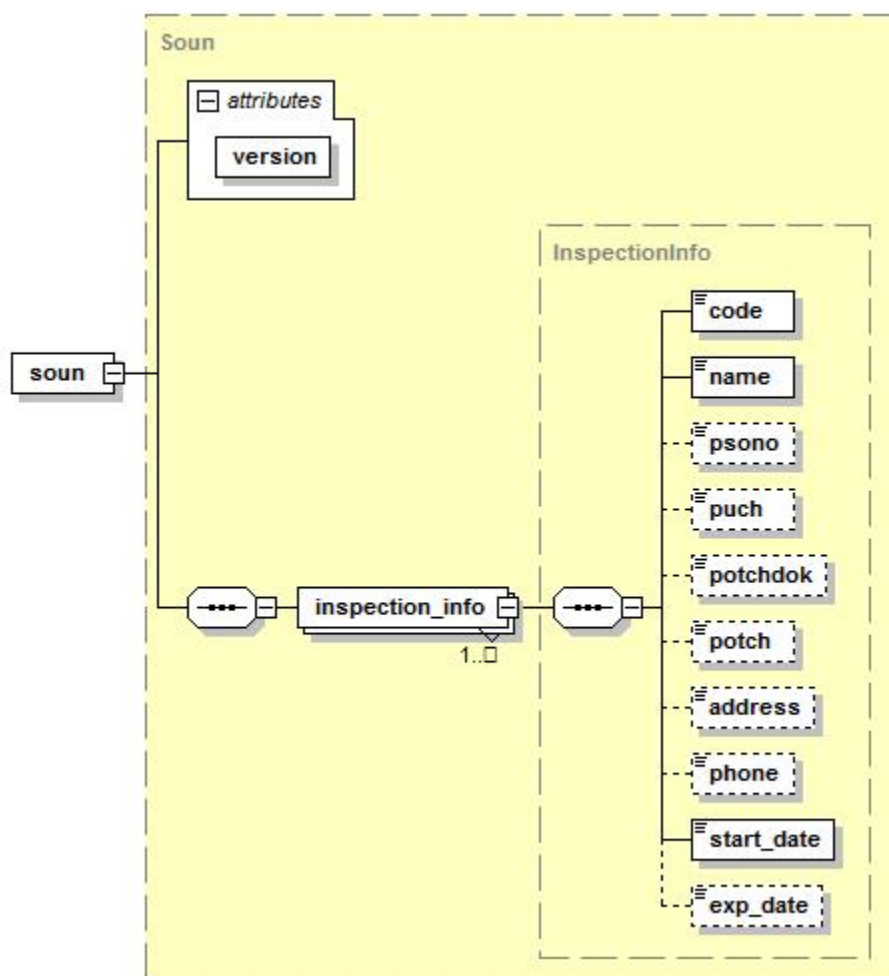 Soun
attributes
version
InspectionInfo
code
name
psono
puch
potchdok
potch
address
phone
start_date
exp_date
soun
inspection_info
1..□